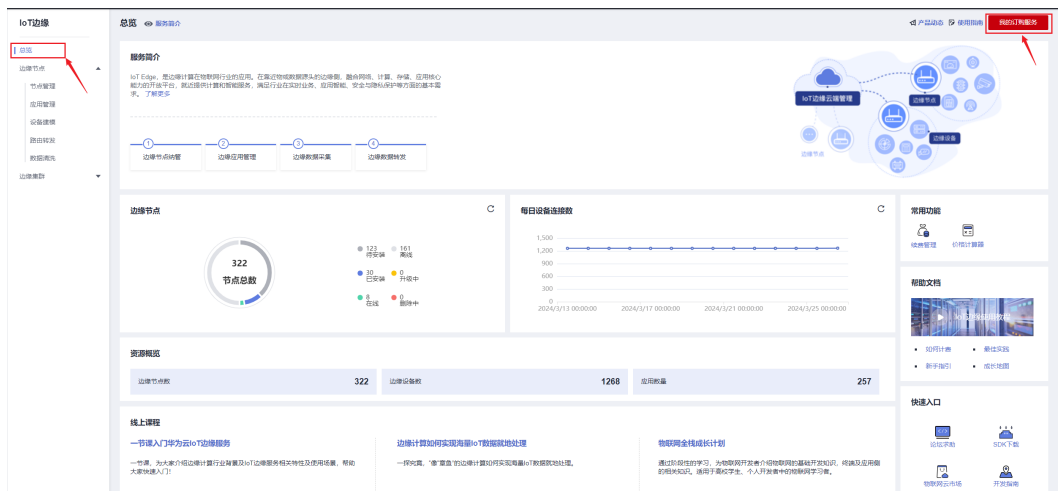 IoT边缘
总览
边缘节点
节点管理
应用管理
设备建模
路由转发
数据清洗
边缘集群
总览 服务简介
产品动态 使用指南 我的订购服务
服务简介
IoT Edge，是边缘计算在物联网行业的应用。在靠近物或数据源头的边缘侧，融合网络、计算、存储、应用核心
能力的开放平台，就近提供计算和智能服务，满足行业在实时业务、应用智能、安全与隐私保护等方面的基本需
求。 了解更多
1 2 3 4
边缘节点纳管 边缘应用管理 边缘数据采集 边缘数据转发
IoT边缘云端管理
边缘节点
边缘设备
边缘节点
边缘节点
322
节点总数
123 161
待安装 离线
30 0
已安装 升级中
8 0
在线 删除中
每日设备连接数
1,500
1,200
900
600
300
0
2024/3/13 00:00:00 2024/3/17 00:00:00 2024/3/21 00:00:00 2024/3/25 00:00:00
常用功能
续费管理 价格计算器
帮助文档
IoT边缘使用教程
如何计费 最佳实践
新手指引 成长地图
资源概览
边缘节点数 322 边缘设备数 1268 应用数量 257
快速入口
论坛求助 SDK下载
物联网云市场 开发指南
线上课程
一节课入门华为云IoT边缘服务
一节课，为大家介绍边缘计算行业背景及IoT边缘服务相关特性及使用场景，帮助
大家快速入门！
边缘计算如何实现海量IoT数据就地处理
一探究竟，“像”章鱼”的边缘计算如何实现海量IoT数据就地处理。
物联网全栈成长计划
通过阶段性的学习，为物联网开发者介绍物联网的基础开发知识、终端及应用侧
的相关知识。适用于高校学生、个人开发者中的物联网学习者。